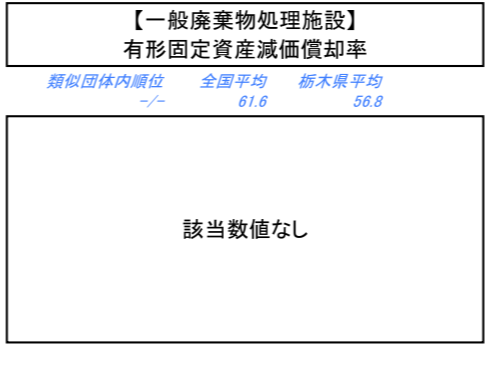 【一般廃棄物処理施設】
有形固定資産減価償却率
類似団体内順位 全国平均 栃木県平均
-/- 61.6 56.8
該当数値なし